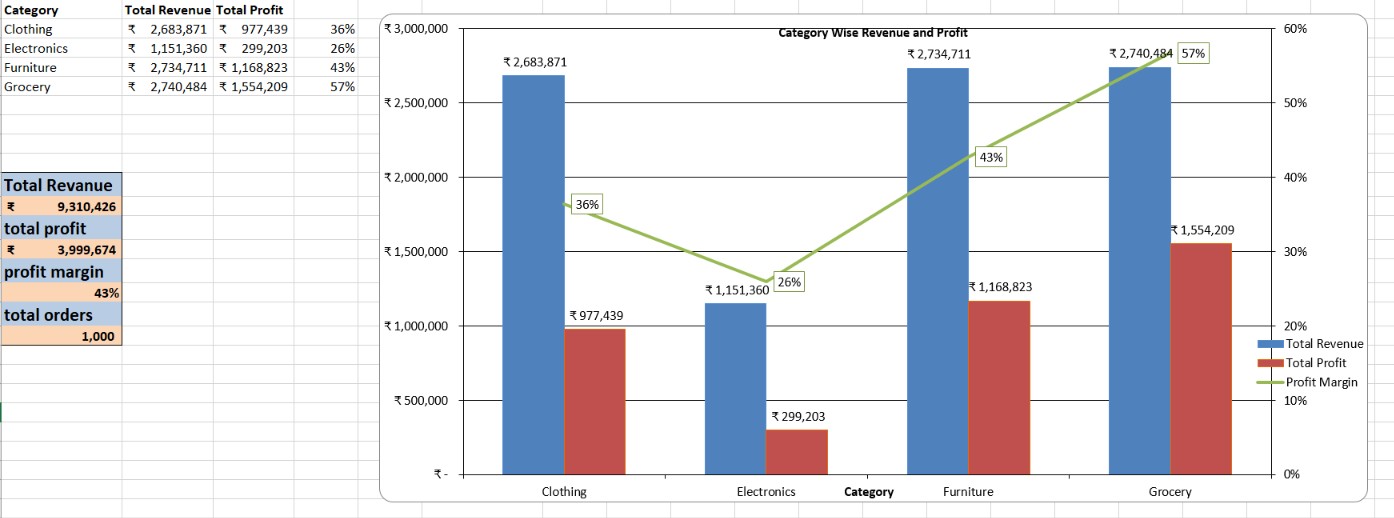 Category Total Revenue Total Profit
Clothing ₹ 2,683,871 ₹ 977,439 36%
Electronics ₹ 1,151,360 ₹ 299,203 26%
Furniture ₹ 2,734,711 ₹ 1,168,823 43%
Grocery ₹ 2,740,484 ₹ 1,554,209 57%
Total Revanue
₹ 9,310,426
total profit
₹ 3,999,674
profit margin
43%
total orders
1,000
Category Wise Revenue and Profit
₹ 3,000,000
₹ 2,500,000
₹ 2,000,000
₹ 1,500,000
₹ 1,000,000
₹ 500,000
₹ -
₹ 2,683,871
₹ 977,439
36%
₹ 1,151,360
₹ 299,203
26%
₹ 2,734,711
₹ 1,168,823
43%
₹ 2,740,484
₹ 1,554,209
57%
60%
50%
40%
30%
20%
10%
0%
Total Revenue
Total Profit
Profit Margin
Clothing Electronics Furniture Grocery
Category